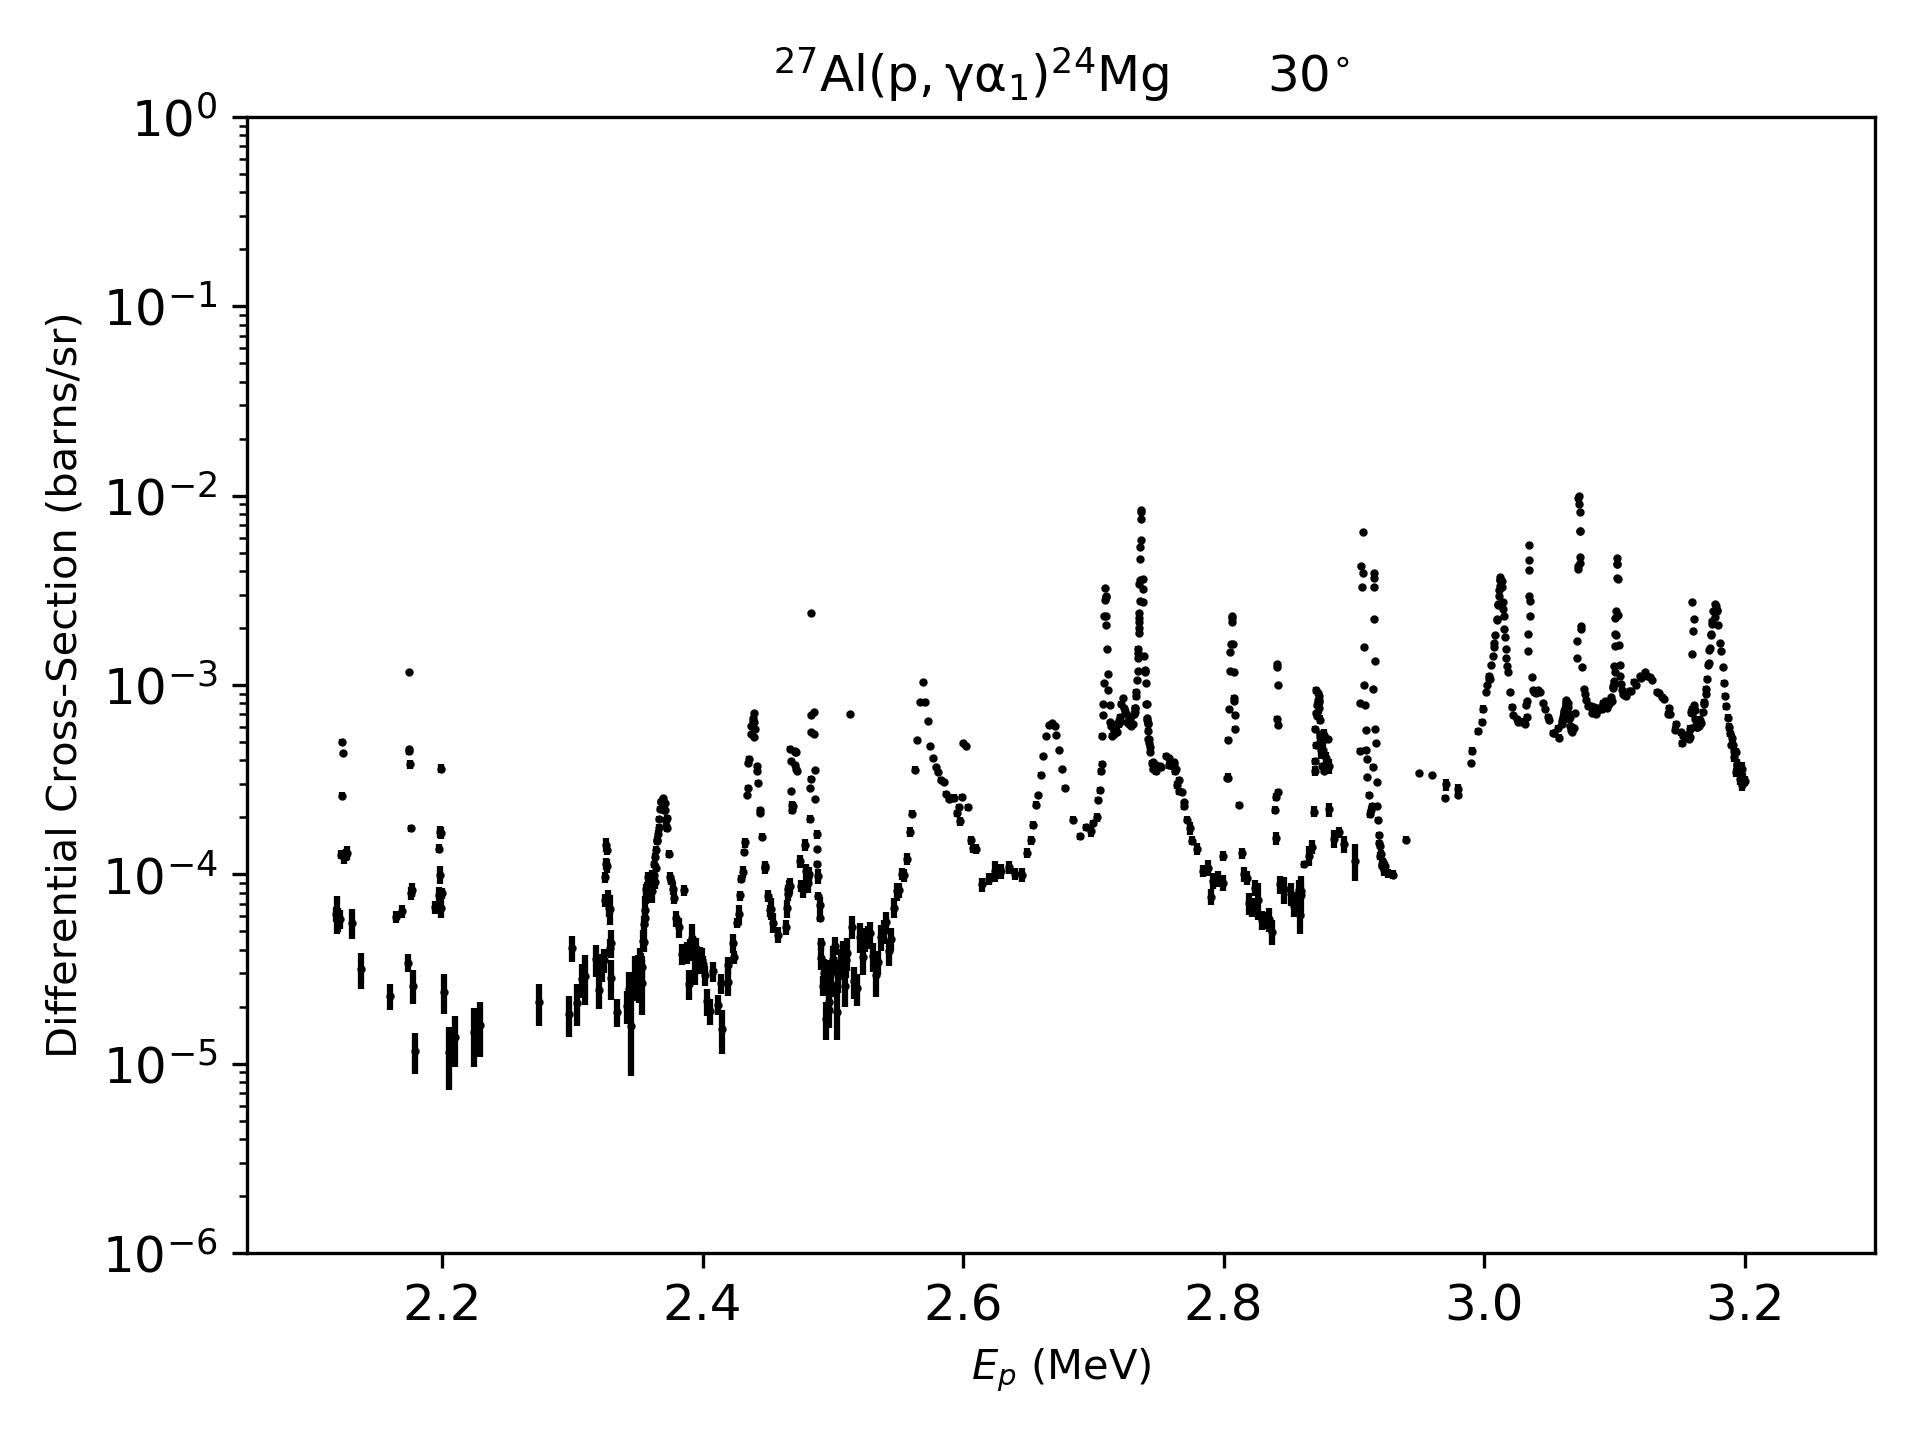 ²⁷Al(p, γα₁)²⁴Mg 30°
Differential Cross-Section (barns/sr)
10⁰
10⁻¹
10⁻²
10⁻³
10⁻⁴
10⁻⁵
10⁻⁶
2.2 2.4 2.6 2.8 3.0 3.2
Eₚ (MeV)